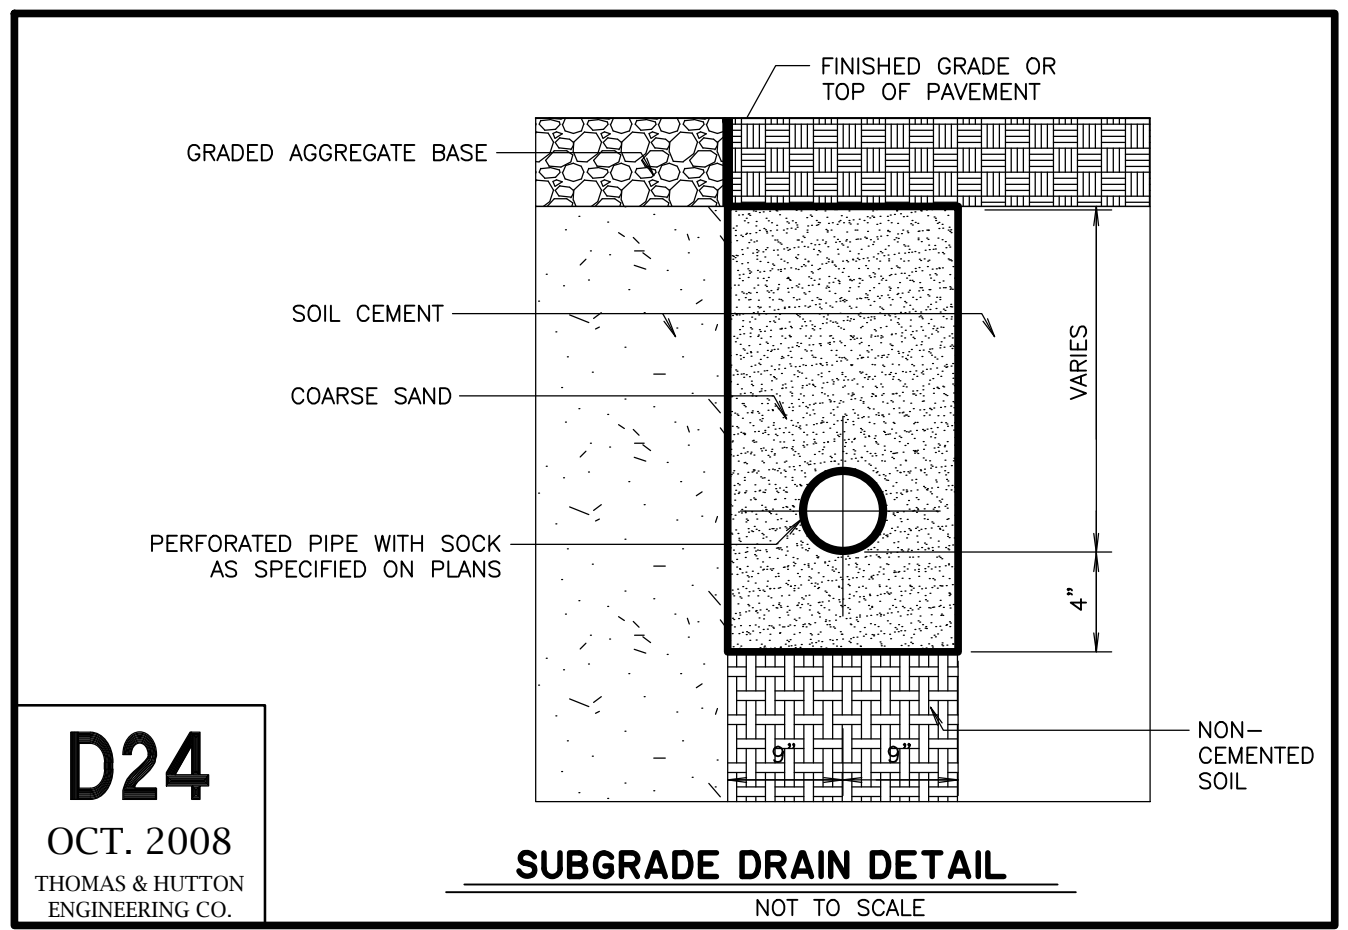 FINISHED GRADE OR
TOP OF PAVEMENT
GRADED AGGREGATE BASE
SOIL CEMENT
VARIES
COARSE SAND
PERFORATED PIPE WITH SOCK
AS SPECIFIED ON PLANS
4"
NON-
CEMENTED
SOIL
9" 9"
D24
OCT. 2008
THOMAS & HUTTON
ENGINEERING CO.
SUBGRADE DRAIN DETAIL
NOT TO SCALE